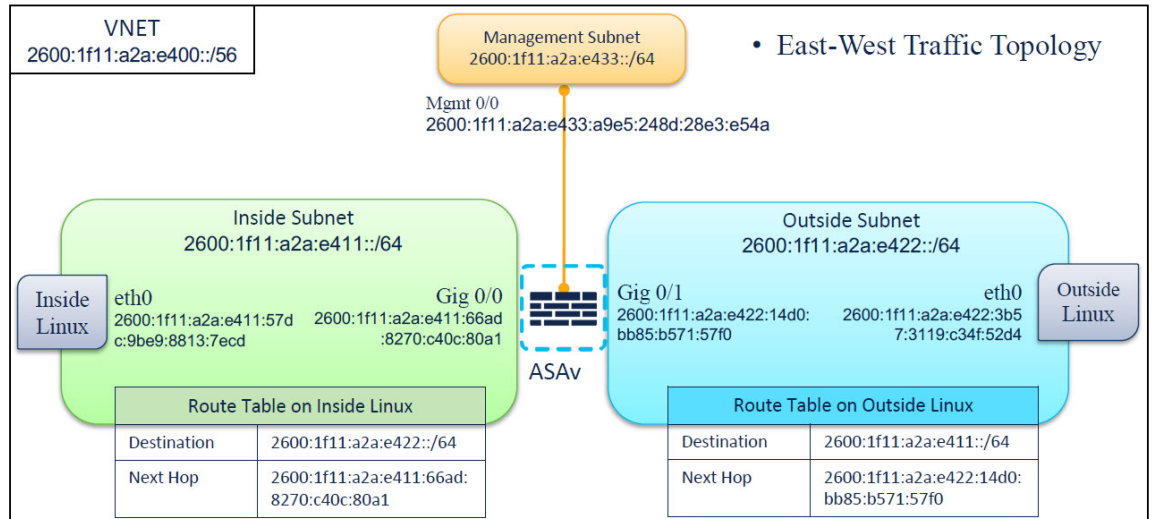 VNET
2600:1f11:a2a:e400::/56
Management Subnet
2600:1f11:a2a:e433::/64
• East-West Traffic Topology
Mgmt 0/0
2600:1f11:a2a:e433:a9e5:248d:28e3:e54a
Inside Subnet
2600:1f11:a2a:e411::/64
Inside
Linux
eth0
2600:1f11:a2a:e411:57d
c:9be9:8813:7ecd
Gig 0/0
2600:1f11:a2a:e411:66ad
:8270:c40c:80a1
ASAv
Outside Subnet
2600:1f11:a2a:e422::/64
Gig 0/1
2600:1f11:a2a:e422:14d0:
bb85:b571:57f0
eth0
2600:1f11:a2a:e422:3b5
7:3119:c34f:52d4
Outside
Linux
Route Table on Inside Linux
Destination 2600:1f11:a2a:e422::/64
Next Hop 2600:1f11:a2a:e411:66ad:
8270:c40c:80a1
Route Table on Outside Linux
Destination 2600:1f11:a2a:e411::/64
Next Hop 2600:1f11:a2a:e422:14d0:
bb85:b571:57f0